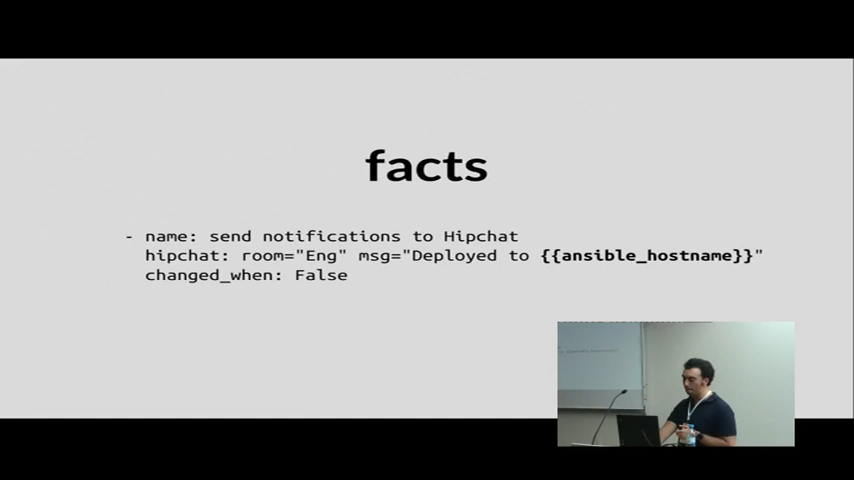 facts
- name: send notifications to Hipchat
hipchat: room="Eng" msg="Deployed to {{ansible_hostname}}"
changed_when: False